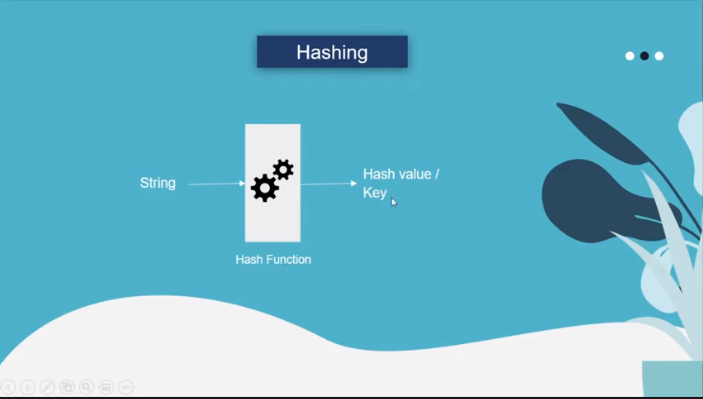 Hashing
String
Hash value /
Key
Hash Function